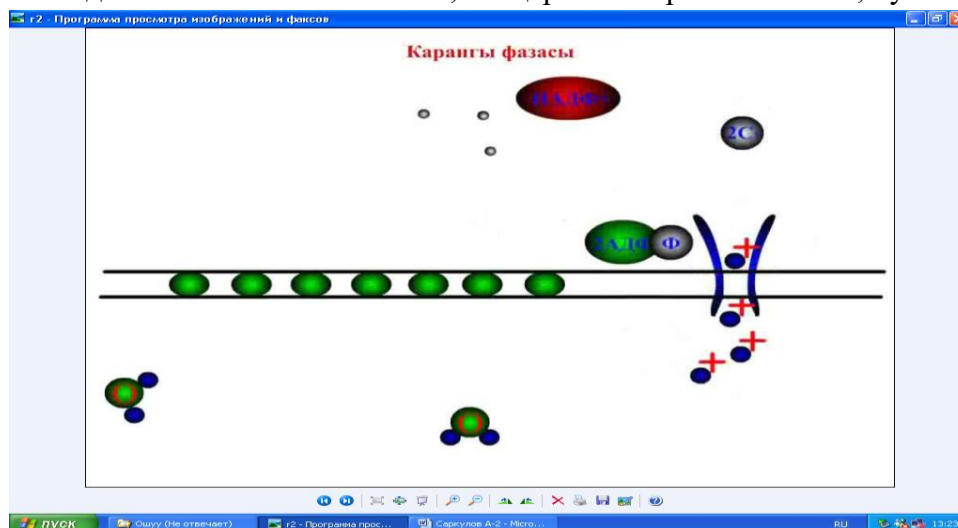 r2 - Программа просмотра изображений и факсов
Карангы фазасы
2С
2АДФ Ф
+
+
+
+
пуск
Ошуу (Не отвечает)
r2 - Программа прос...
Саркулов А-2 - Micro...
RU
13:23